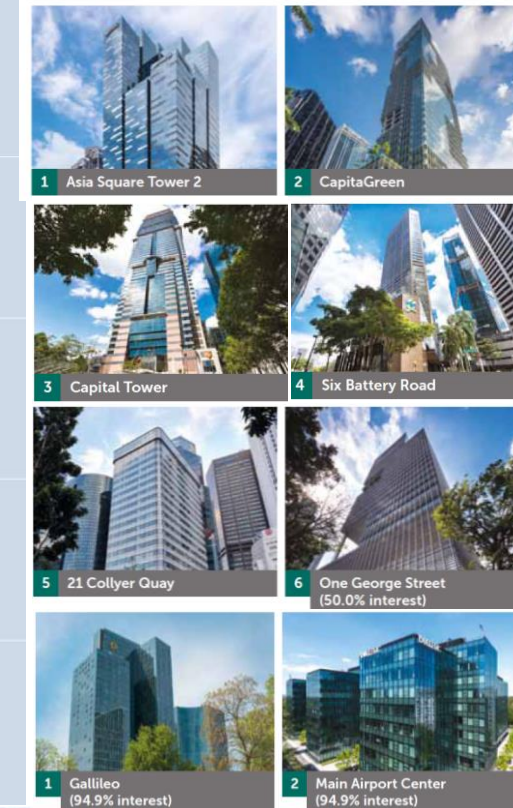 1 Asia Square Tower 2
2 CapitaGreen
3 Capital Tower
4 Six Battery Road
5 21 Collyer Quay
6 One George Street
(50.0% interest)
1 Gallileo
(94.9% interest)
2 Main Airport Center
(94.9% interest)